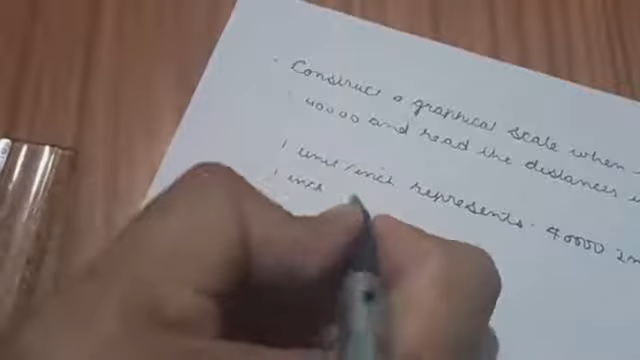 Construct a graphical scale when
40000 and read the distances
1 unit/inch represents. 40000 in
1 inch